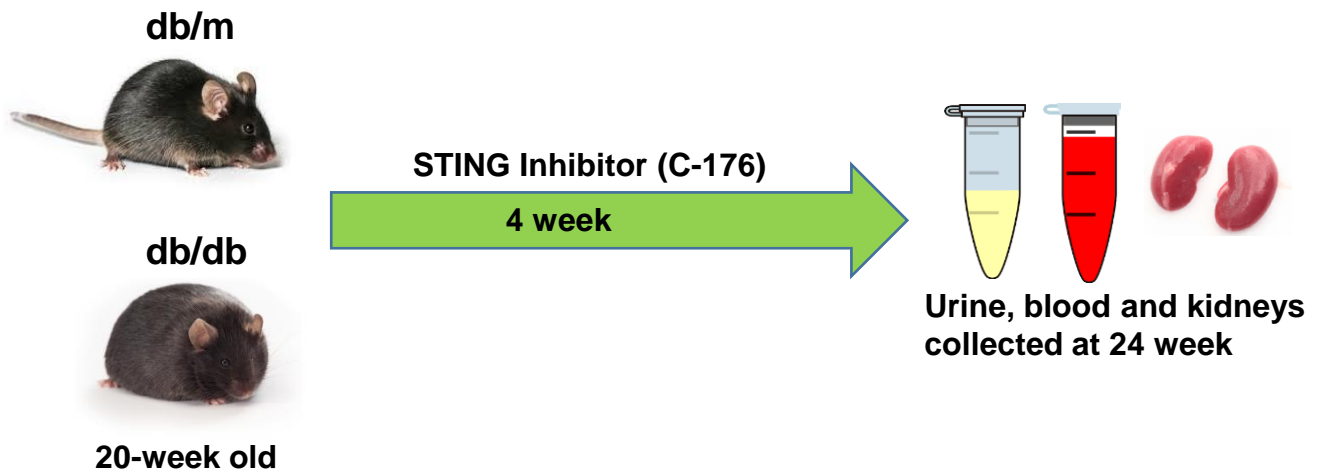 db/m
STING Inhibitor (C-176)
4 week
db/db
20-week old
Urine, blood and kidneys
collected at 24 week